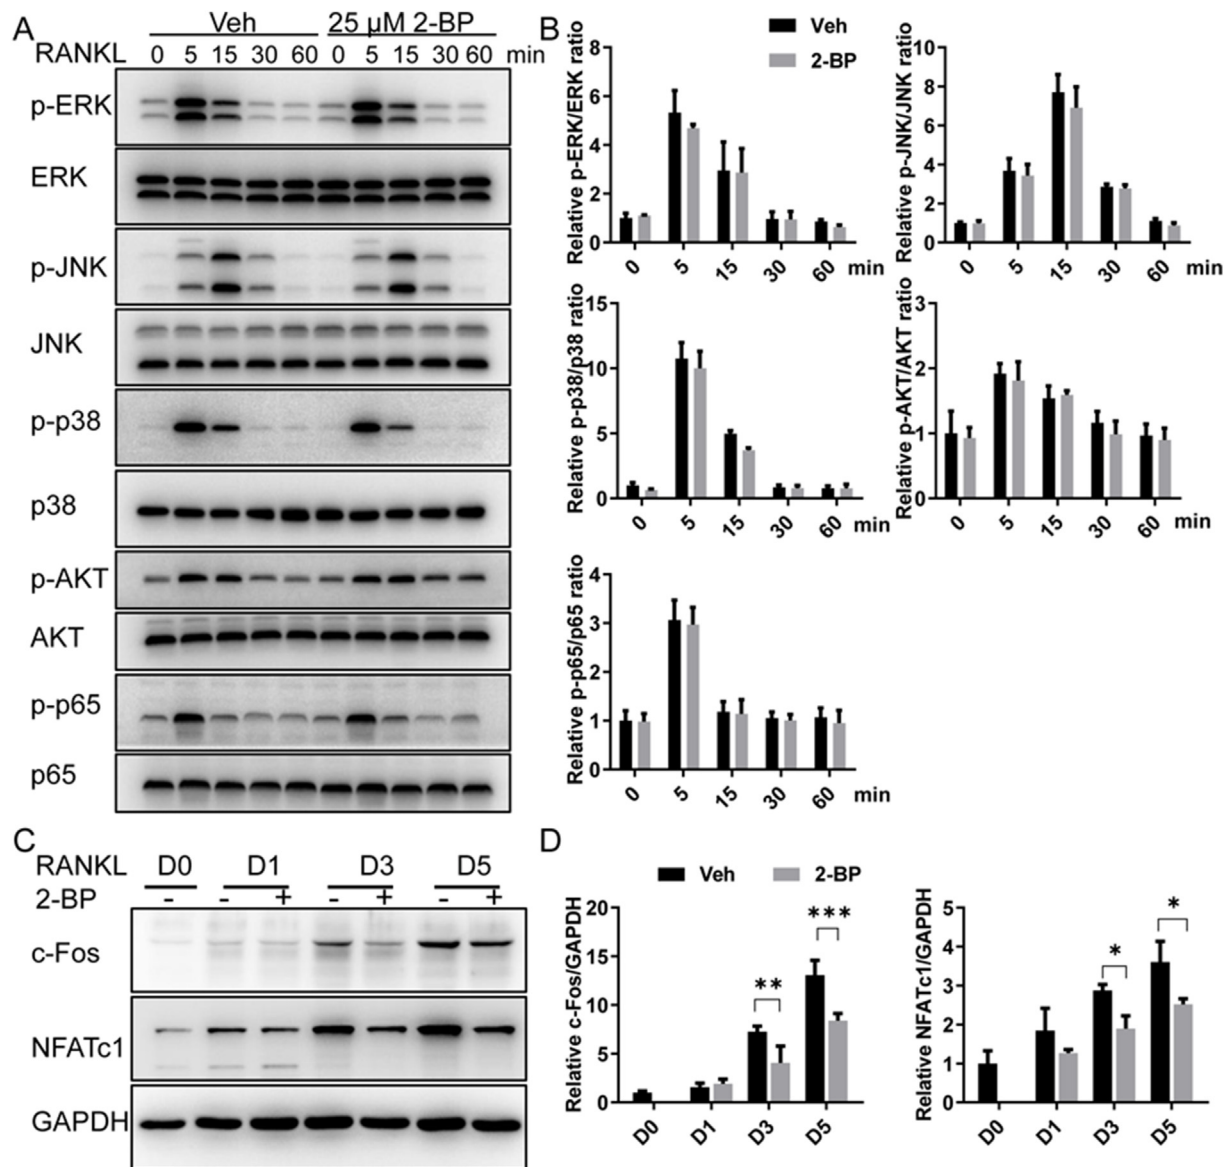 A
Veh
25 µM 2-BP
RANKL 0 5 15 30 60 0 5 15 30 60 min
p-ERK
ERK
p-JNK
JNK
p-p38
p38
p-AKT
AKT
p-p65
p65
B
Veh
2-BP
Relative p-ERK/ERK ratio
8
6
4
2
0
0 5 15 30 60 min
Relative p-JNK/JNK ratio
10
8
6
4
2
0
0 5 15 30 60 min
Relative p-p38/p38 ratio
15
10
5
0
0 5 15 30 60 min
Relative p-AKT/AKT ratio
3
2
1
0
0 5 15 30 60 min
Relative p-p65/p65 ratio
4
3
2
1
0
0 5 15 30 60 min
C
RANKL D0 D1 D3 D5
2-BP - - + - + - +
c-Fos
NFATc1
GAPDH
D
Veh 2-BP
Relative c-Fos/GAPDH
20
15
10
5
0
**
***
D0 D1 D3 D5
Relative NFATc1/GAPDH
5
4
3
2
1
0
*
*
D0 D1 D3 D5